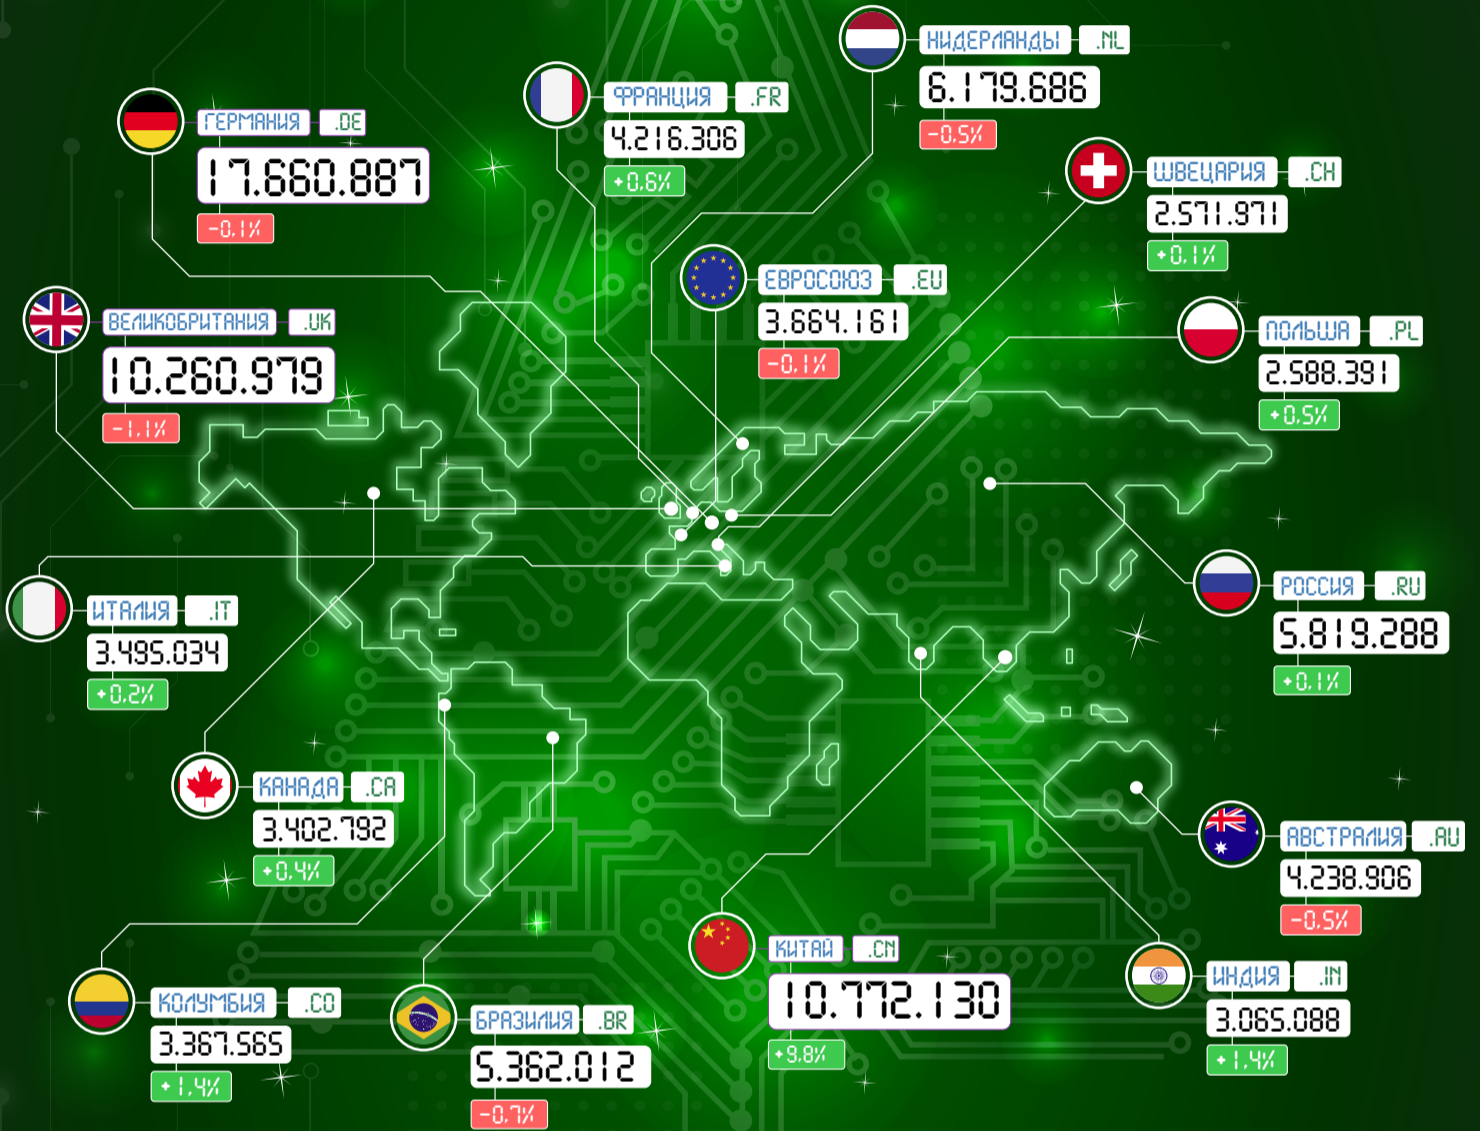 НИДЕРЛАНДЫ .NL
6.179.686
-0,5%
ФРАНЦИЯ .FR
4.216.306
+0,6%
ГЕРМАНИЯ .DE
17.660.887
-0,1%
ШВЕЦАРИЯ .CH
2.571.971
+0,1%
ЕВРОСОЮЗ .EU
3.664.161
-0,1%
ВЕЛИКОБРИТАНИЯ .UK
10.260.979
-1,1%
ПОЛЬША .PL
2.588.391
+0,5%
ИТАЛИЯ .IT
3.495.034
+0,2%
РОССИЯ .RU
5.819.288
+0,1%
КАНАДА .CA
3.402.792
+0,4%
АВСТРАЛИЯ .AU
4.238.906
-0,5%
КИТАЙ .CN
10.772.130
+9,8%
ИНДИЯ .IN
3.065.088
+1,4%
КОЛУМБИЯ .CO
3.367.565
+1,4%
БРАЗИЛИЯ .BR
5.362.012
-0,7%